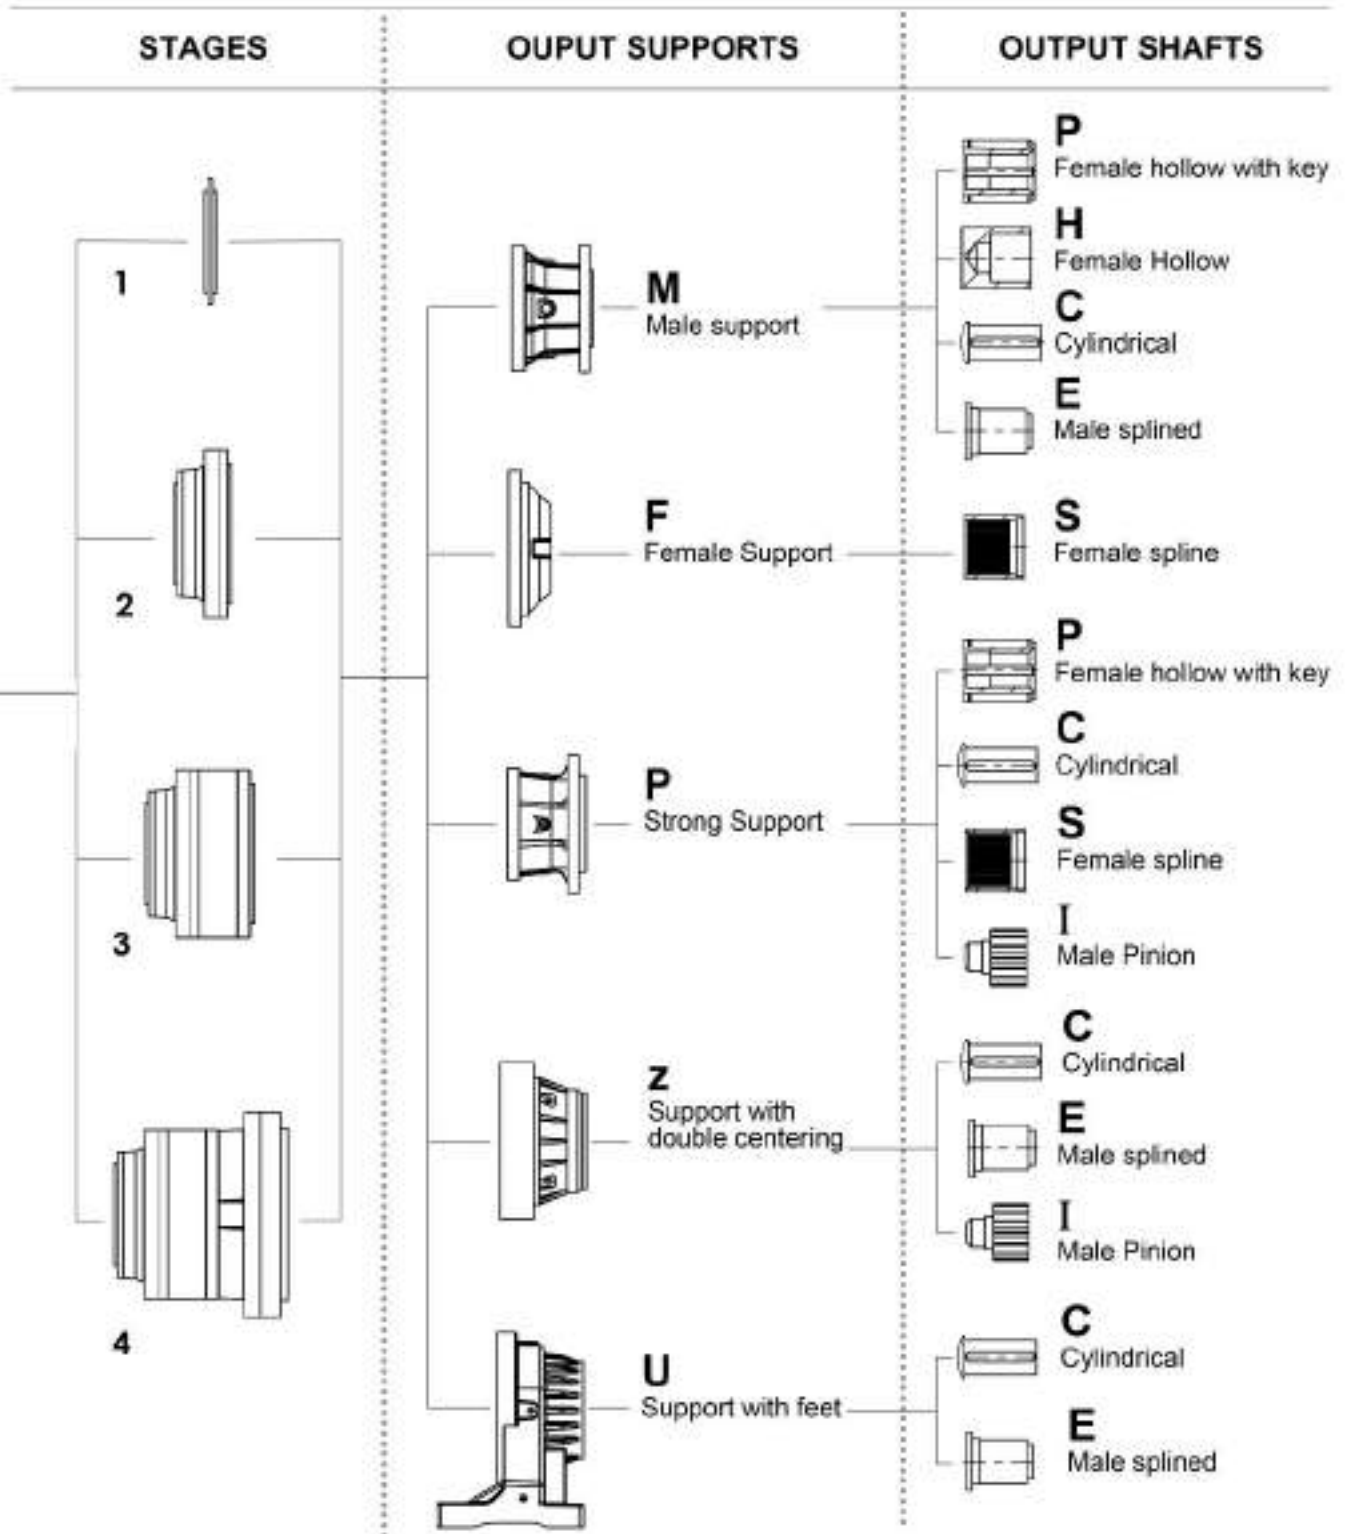 STAGES
OUPUT SUPPORTS
OUTPUT SHAFTS
1
2
3
4
M
Male support
F
Female Support
P
Strong Support
z
Support with
double centering
U
Support with feet
P
Female hollow with key
H
Female Hollow
C
Cylindrical
E
Male splined
S
Female spline
P
Female hollow with key
C
Cylindrical
S
Female spline
I
Male Pinion
C
Cylindrical
E
Male splined
I
Male Pinion
C
Cylindrical
E
Male splined